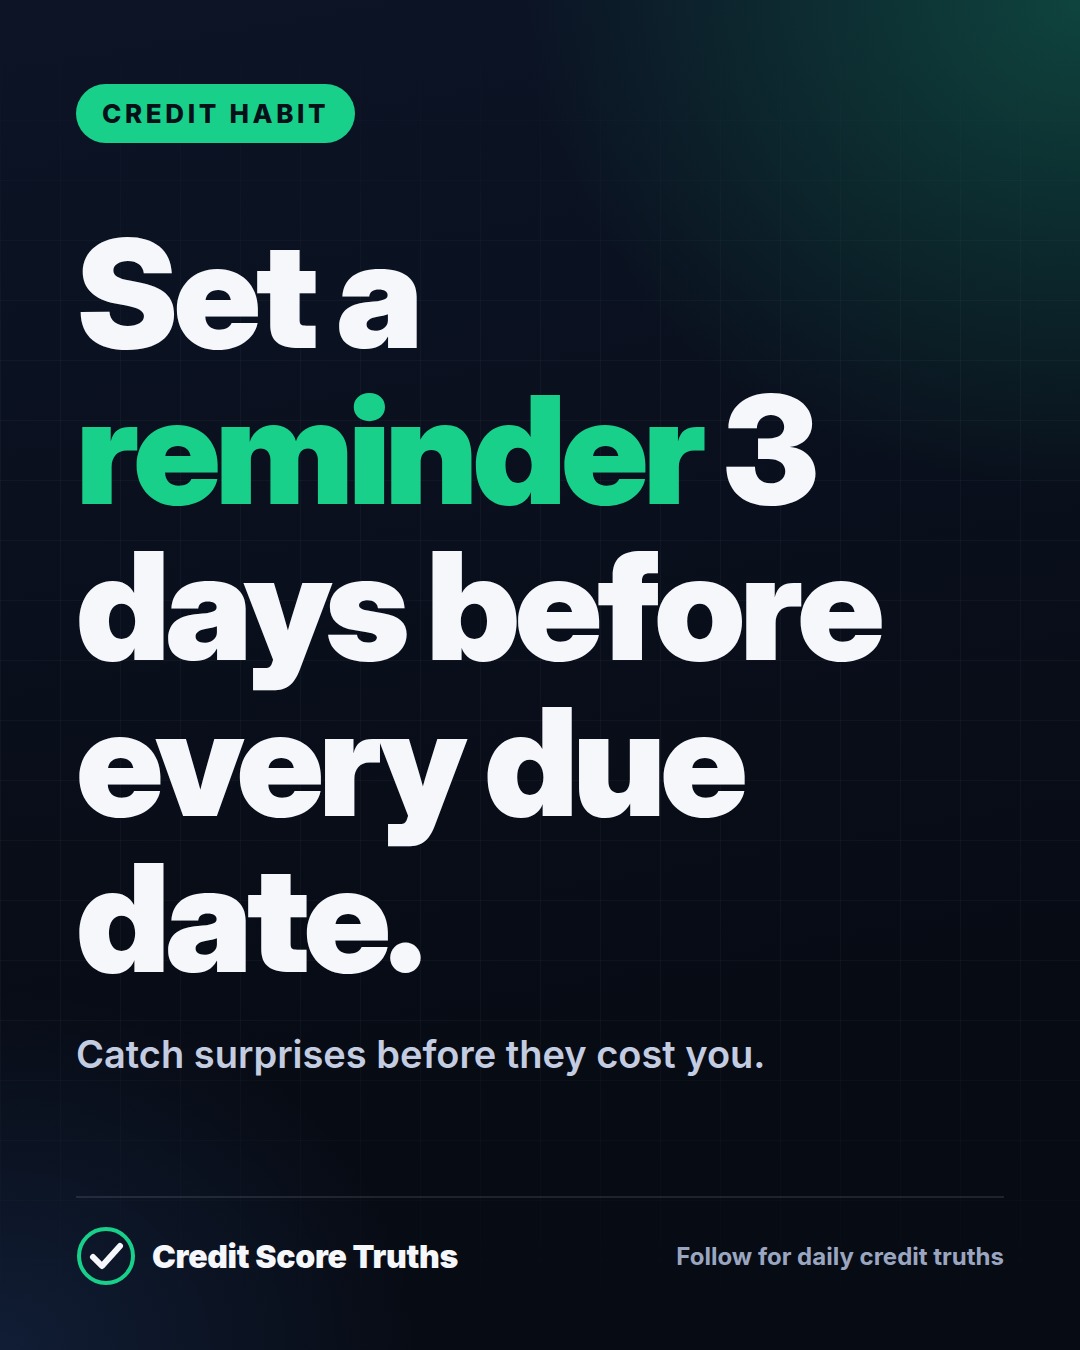 CREDIT HABIT
Set a
reminder 3
days before
every due
date.
Catch surprises before they cost you.
Credit Score Truths
Follow for daily credit truths